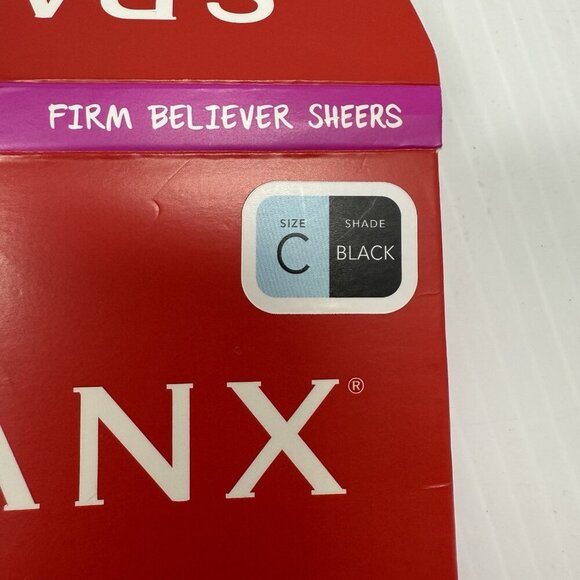 FIRM BELIEVER SHEERS
SIZE SHADE
C BLACK
ANX®